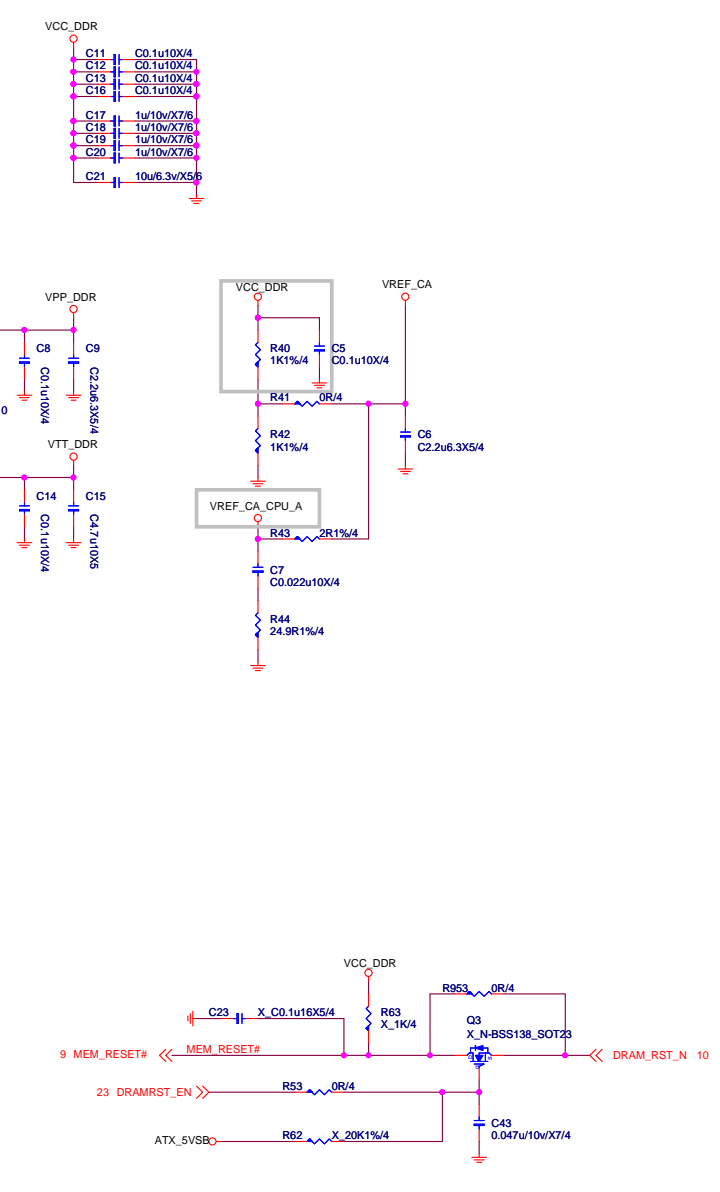 VCC_DDR
C11 C0.1u10X/4
C12 C0.1u10X/4
C13 C0.1u10X/4
C16 C0.1u10X/4
C17 1u/10v/X7/6
C18 1u/10v/X7/6
C19 1u/10v/X7/6
C20 1u/10v/X7/6
C21 10u/6.3v/X5/6
VPP_DDR
C8
C0.1u10X/4
C9
C2.2u6.3X5/4
0
VTT_DDR
C14
C0.1u10X/4
C15
C4.7u10X5
VCC_DDR
R40
1K1%/4
C5
C0.1u10X/4
VREF_CA
R41 0R/4
R42
1K1%/4
C6
C2.2u6.3X5/4
VREF_CA_CPU_A
R43 2R1%/4
C7
C0.022u10X/4
R44
24.9R1%/4
VCC_DDR
C23 X_C0.1u16X5/4
R63
X_1K/4
R953 0R/4
Q3
X_N-BSS138_SOT23
9 MEM_RESET# MEM_RESET#
DRAM_RST_N 10
23 DRAMRST_EN R53 0R/4
ATX_5VSB R62 X_20K1%/4
C43
0.047u/10v/X7/4